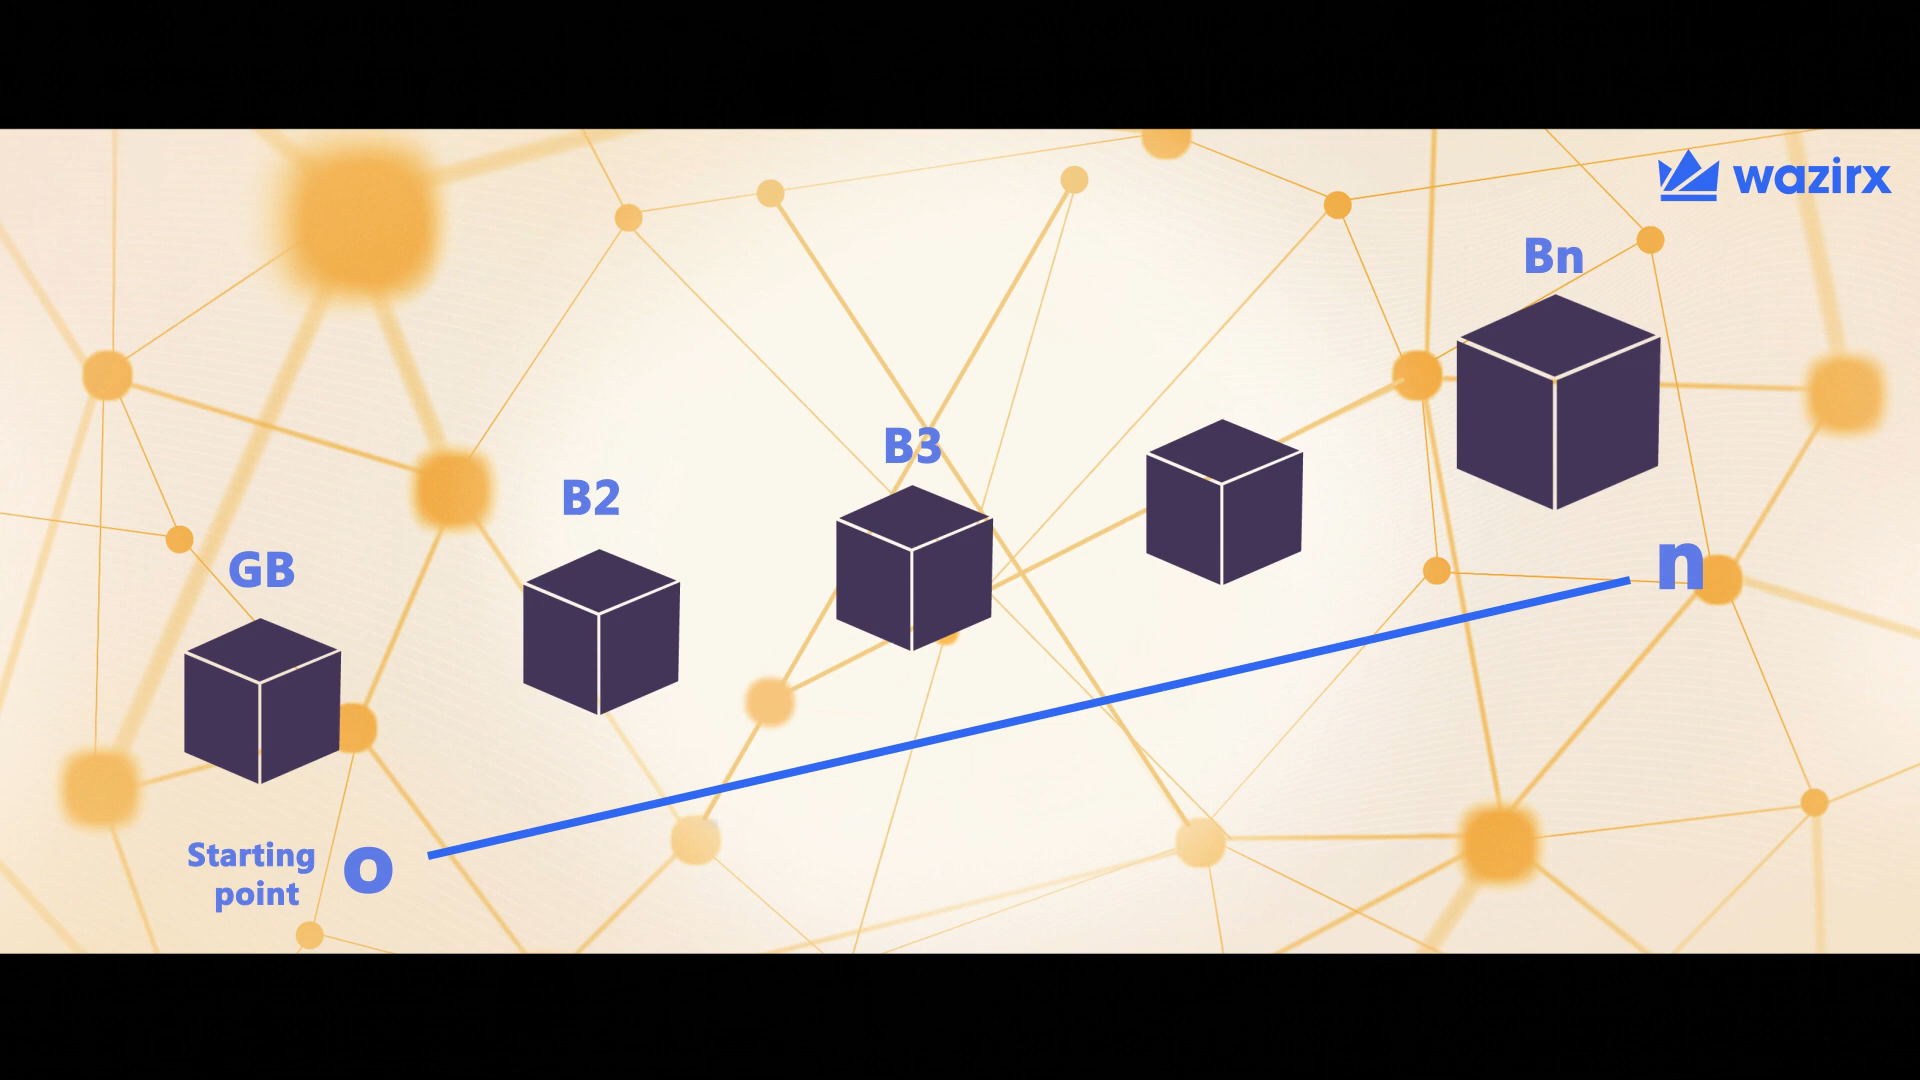 wazirx
Bn
B3
B2
GB
n
Starting
point
o